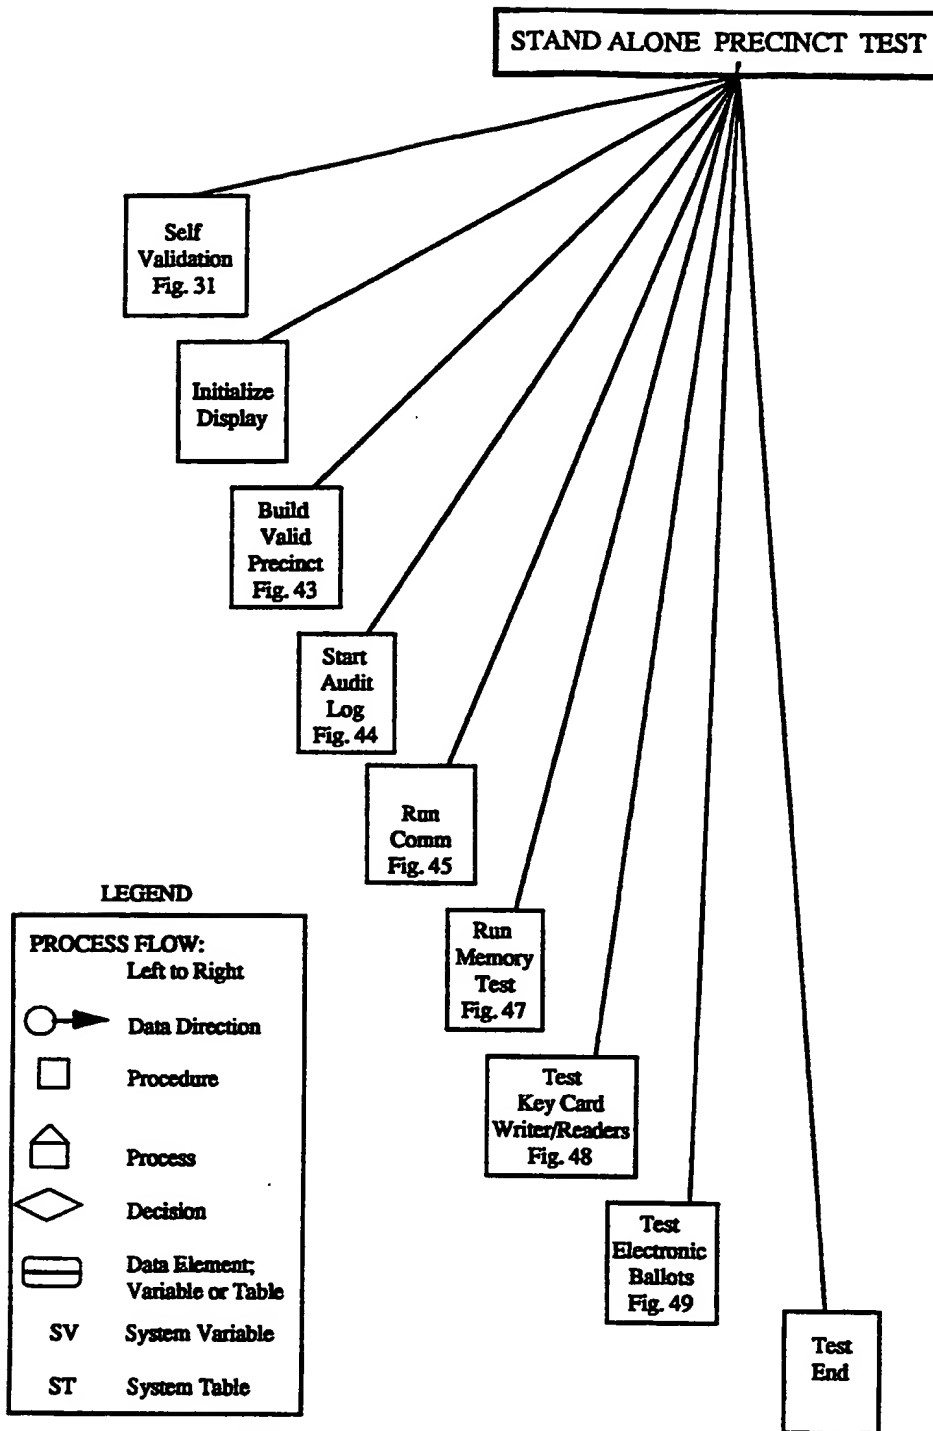 STAND ALONE PRECINCT TEST
Self
Validation
Fig. 31
Initialize
Display
Build
Valid
Precinct
Fig. 43
Start
Audit
Log
Fig. 44
Run
Comm
Fig. 45
Run
Memory
Test
Fig. 47
Test
Key Card
Writer/Readers
Fig. 48
Test
Electronic
Ballots
Fig. 49
Test
End
LEGEND
PROCESS FLOW:
Left to Right
Data Direction
Procedure
Process
Decision
Data Element;
Variable or Table
SV System Variable
ST System Table